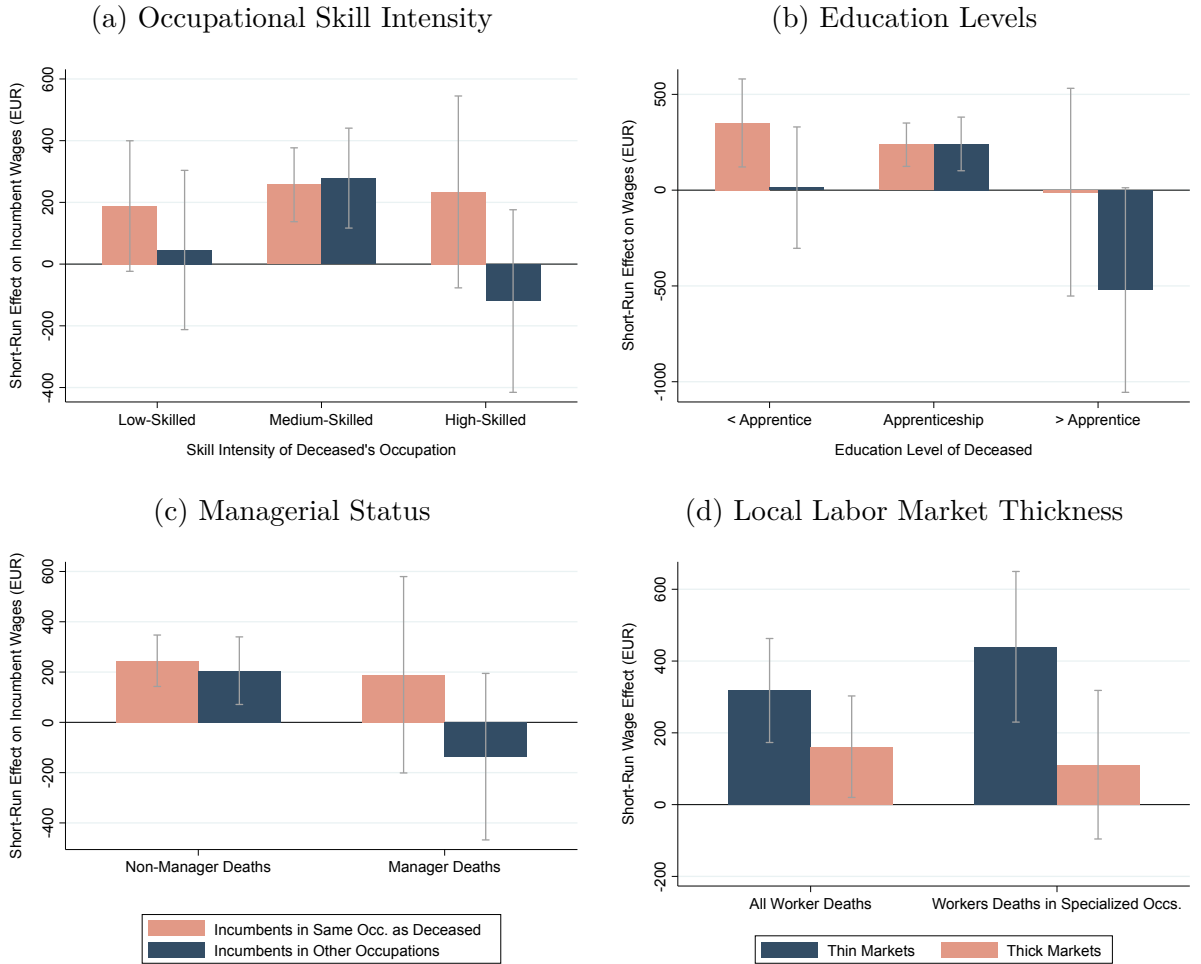 (a) Occupational Skill Intensity
Short-Run Effect on Incumbent Wages (EUR)
600
400
200
0
-200
-400
Low-Skilled Medium-Skilled High-Skilled
Skill Intensity of Deceased's Occupation
(b) Education Levels
Short-Run Effect on Wages (EUR)
500
0
-500
-1000
< Apprentice Apprenticeship > Apprentice
Education Level of Deceased
(c) Managerial Status
Short-Run Effect on Incumbent Wages (EUR)
600
400
200
0
-200
-400
Non-Manager Deaths Manager Deaths
Incumbents in Same Occ. as Deceased
Incumbents in Other Occupations
(d) Local Labor Market Thickness
Short-Run Wage Effect (EUR)
600
400
200
0
-200
All Worker Deaths Workers Deaths in Specialized Occs.
Thin Markets Thick Markets